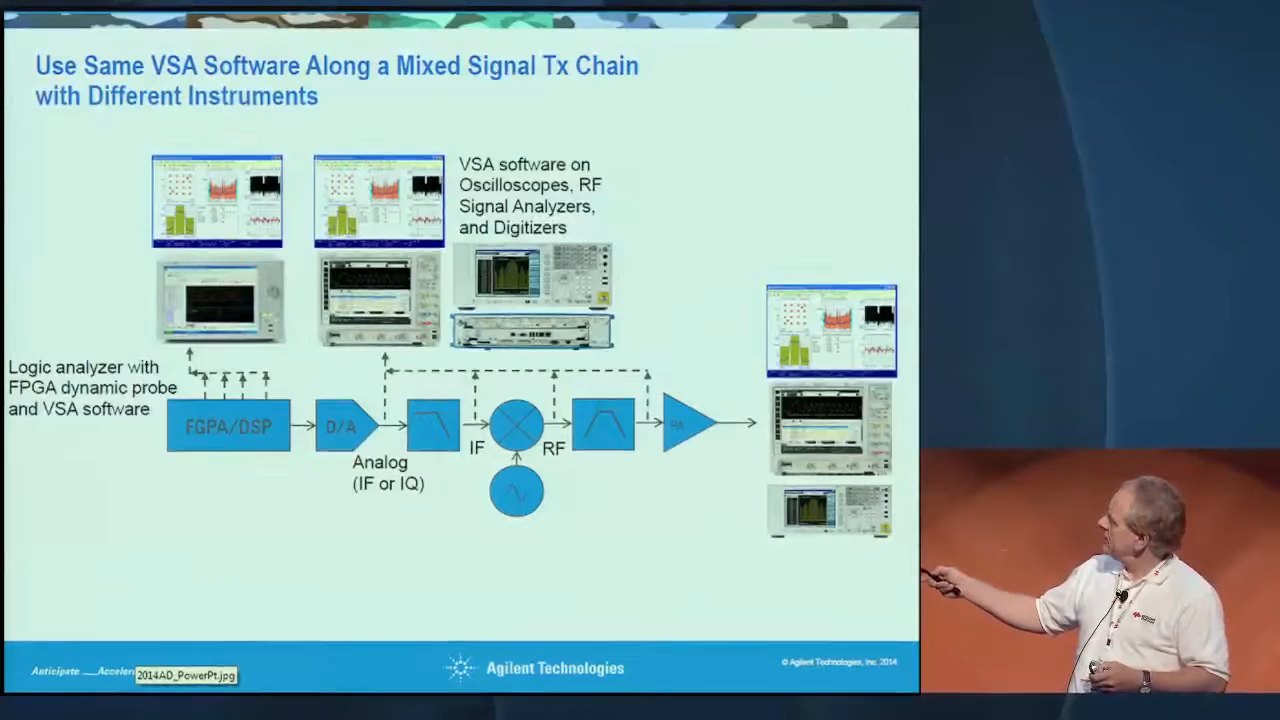 Use Same VSA Software Along a Mixed Signal Tx Chain
with Different Instruments
VSA software on
Oscilloscopes, RF
Signal Analyzers,
and Digitizers
Logic analyzer with
FPGA dynamic probe
and VSA software
FGPA/DSP
D/A
Analog
(IF or IQ)
IF
RF
PA
Anticipate __Acceler
2014AD_PowerPt.jpg
Agilent Technologies
© Agilent Technologies, Inc. 2014